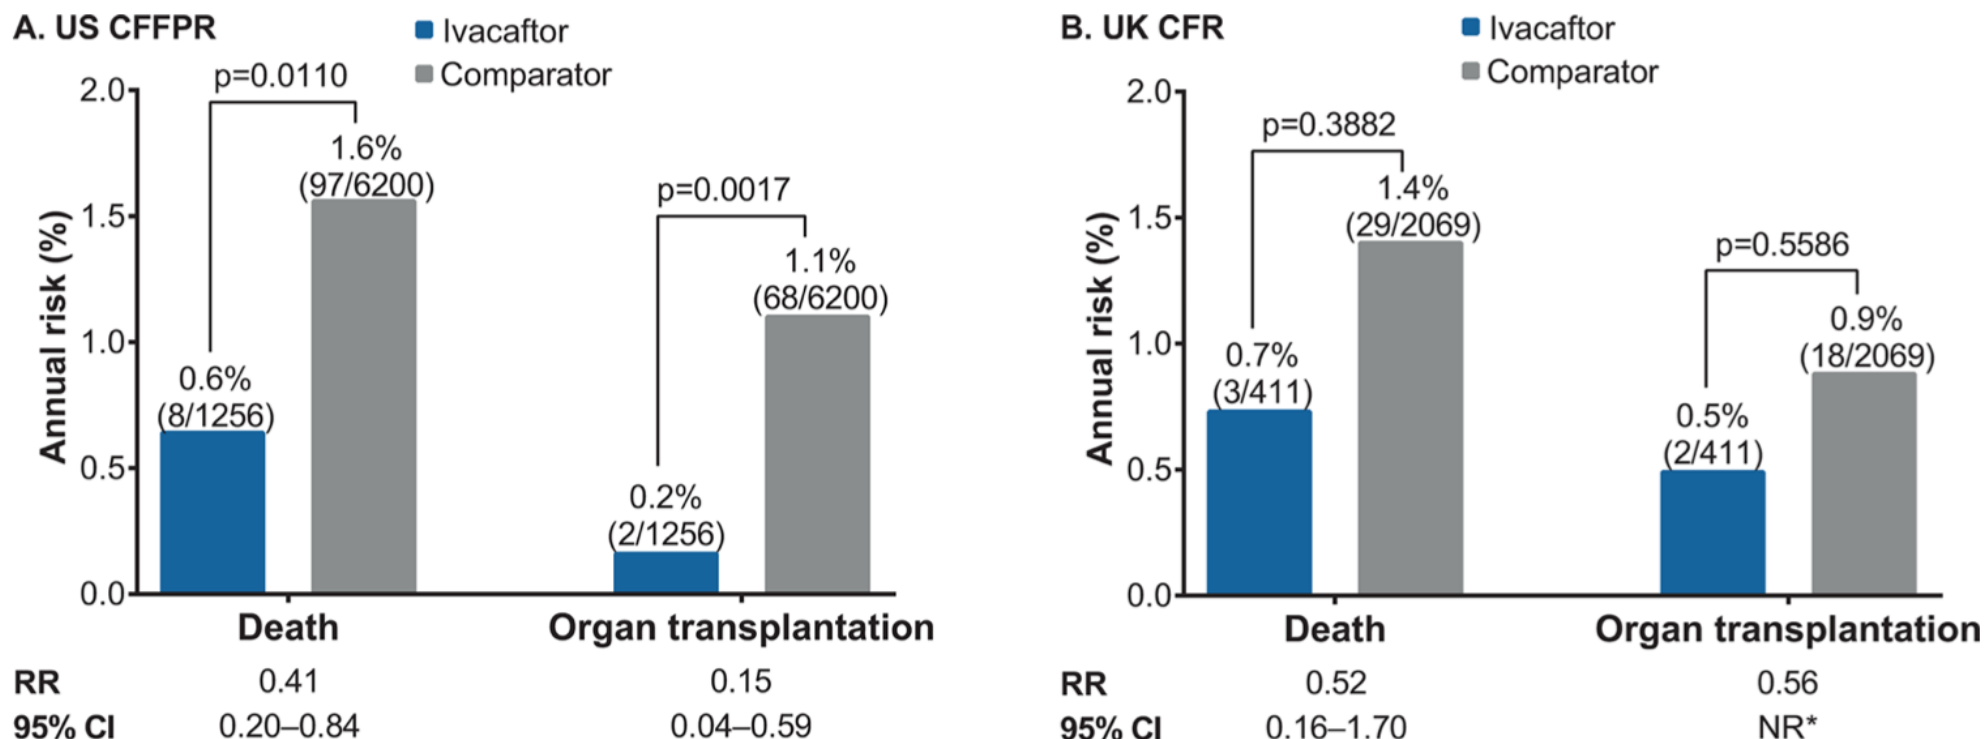 A. US CFFPR
Ivacaftor
Comparator
p=0.0110
1.6%
(97/6200)
p=0.0017
1.1%
(68/6200)
0.6%
(8/1256)
0.2%
(2/1256)
Annual risk (%)
2.0
1.5
1.0
0.5
0.0
Death
Organ transplantation
RR 0.41 0.15
95% CI 0.20–0.84 0.04–0.59
B. UK CFR
Ivacaftor
Comparator
p=0.3882
1.4%
(29/2069)
p=0.5586
0.9%
(18/2069)
0.7%
(3/411)
0.5%
(2/411)
Annual risk (%)
2.0
1.5
1.0
0.5
0.0
Death
Organ transplantation
RR 0.52 0.56
95% CI 0.16–1.70 NR*